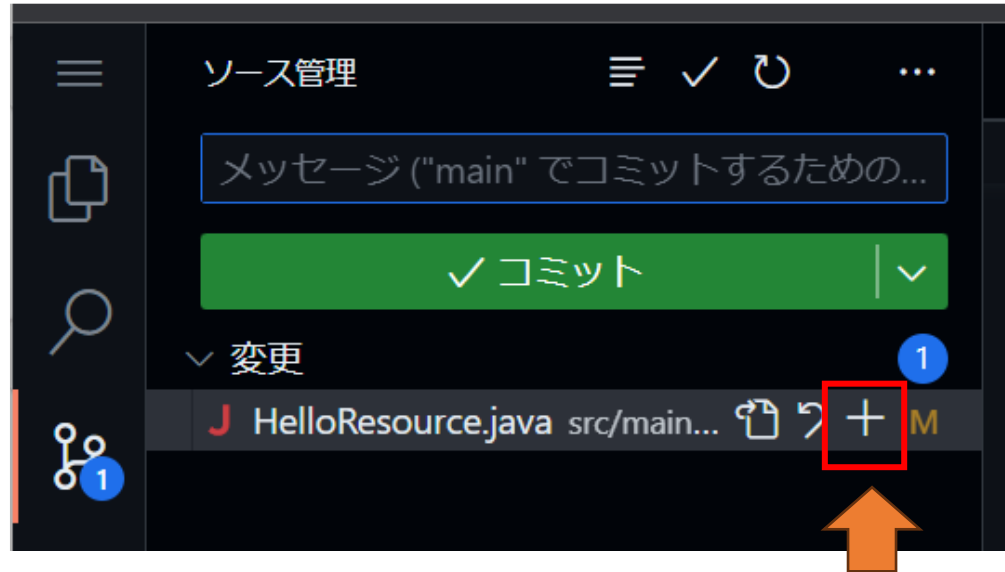 ソース管理
メッセージ ("main" でコミットするための...
コミット
変更 1
J HelloResource.java src/main... M
1